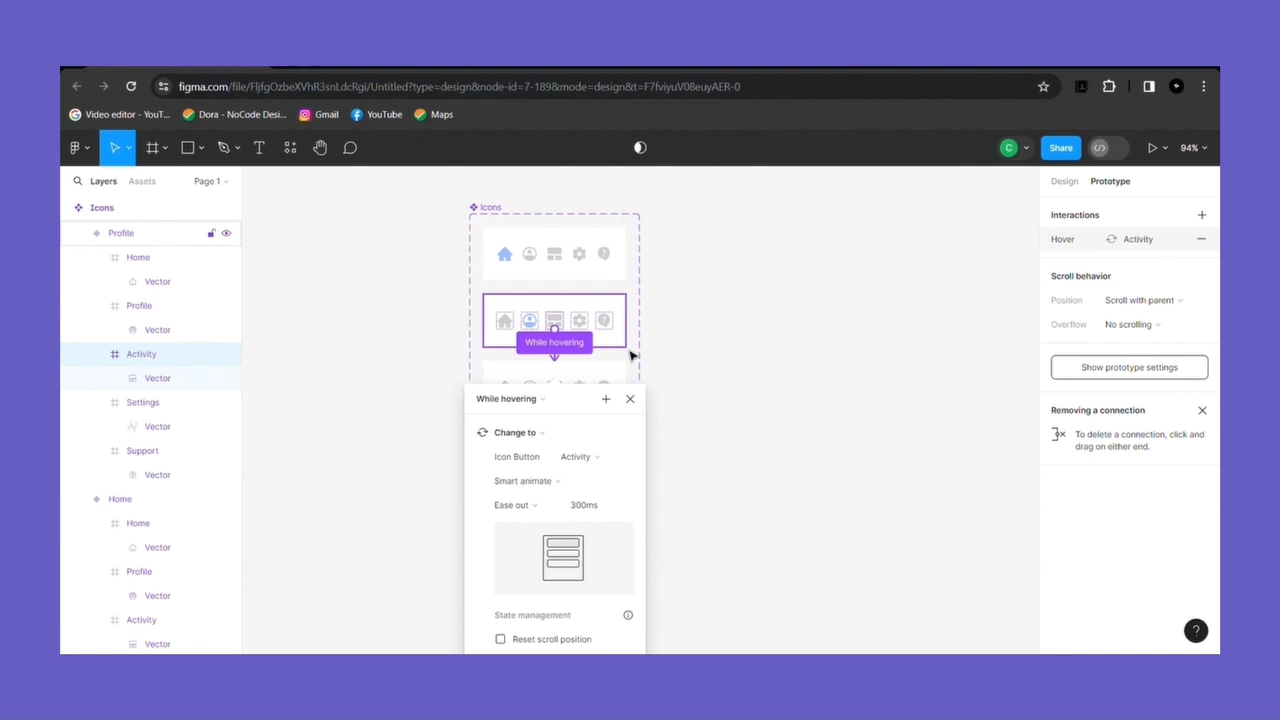 figma.com/file/FljfgOzbeXVhR3snLdcRgi/Untitled?type=design&node-id=7-189&mode=design&t=F7fviyuV08euyAER-0
Video editor - YouT... Dora - NoCode Desi... Gmail YouTube Maps
C Share 94%
Layers Assets Page 1
Design Prototype
Icons
Profile
Home
Vector
Profile
Vector
Activity
Vector
Settings
Vector
Support
Vector
Home
Home
Vector
Profile
Vector
Activity
Vector
Icons
While hovering
While hovering
Change to
Icon Button Activity
Smart animate
Ease out 300ms
State management
Reset scroll position
Interactions
Hover Activity
Scroll behavior
Position Scroll with parent
Overflow No scrolling
Show prototype settings
Removing a connection
To delete a connection, click and
drag on either end.
?